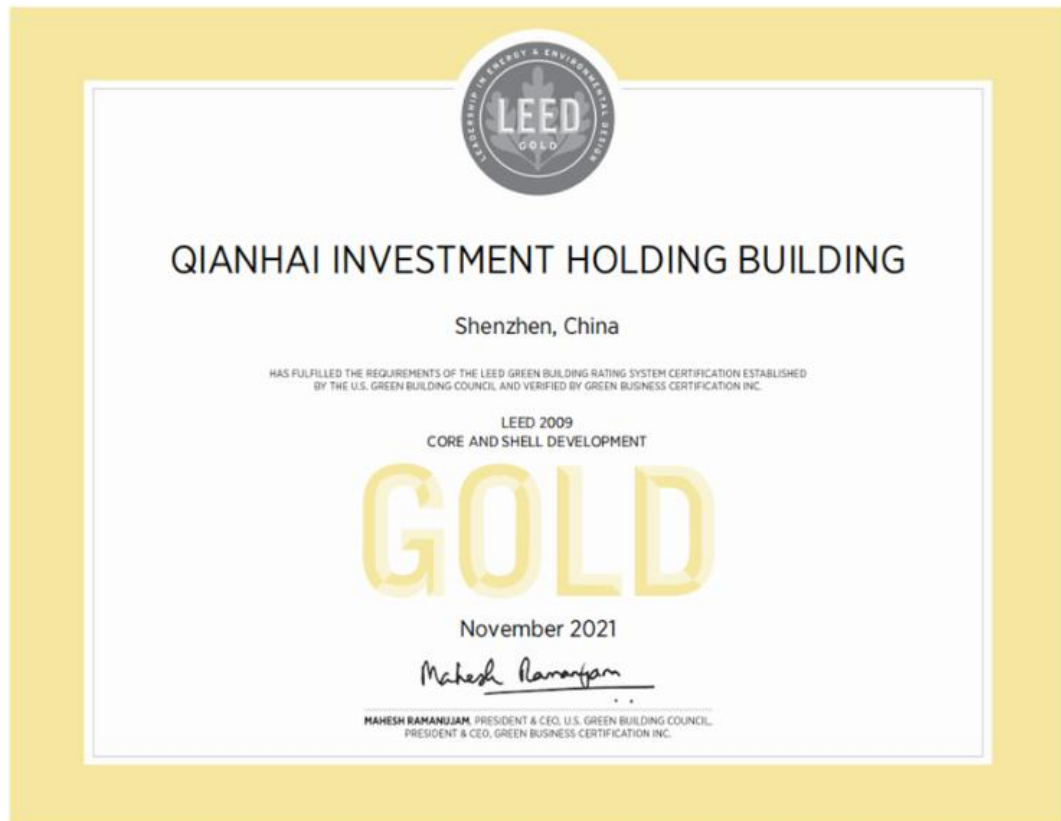 LEADERSHIP IN ENERGY & ENVIRONMENTAL DESIGN
LEED
GOLD
QIANHAI INVESTMENT HOLDING BUILDING
Shenzhen, China
HAS FULFILLED THE REQUIREMENTS OF THE LEED GREEN BUILDING RATING SYSTEM CERTIFICATION ESTABLISHED
BY THE U.S. GREEN BUILDING COUNCIL AND VERIFIED BY GREEN BUSINESS CERTIFICATION INC.
LEED 2009
CORE AND SHELL DEVELOPMENT
GOLD
November 2021
Mahesh Ramanujam
MAHESH RAMANUJAM, PRESIDENT & CEO, U.S. GREEN BUILDING COUNCIL,
PRESIDENT & CEO, GREEN BUSINESS CERTIFICATION INC.